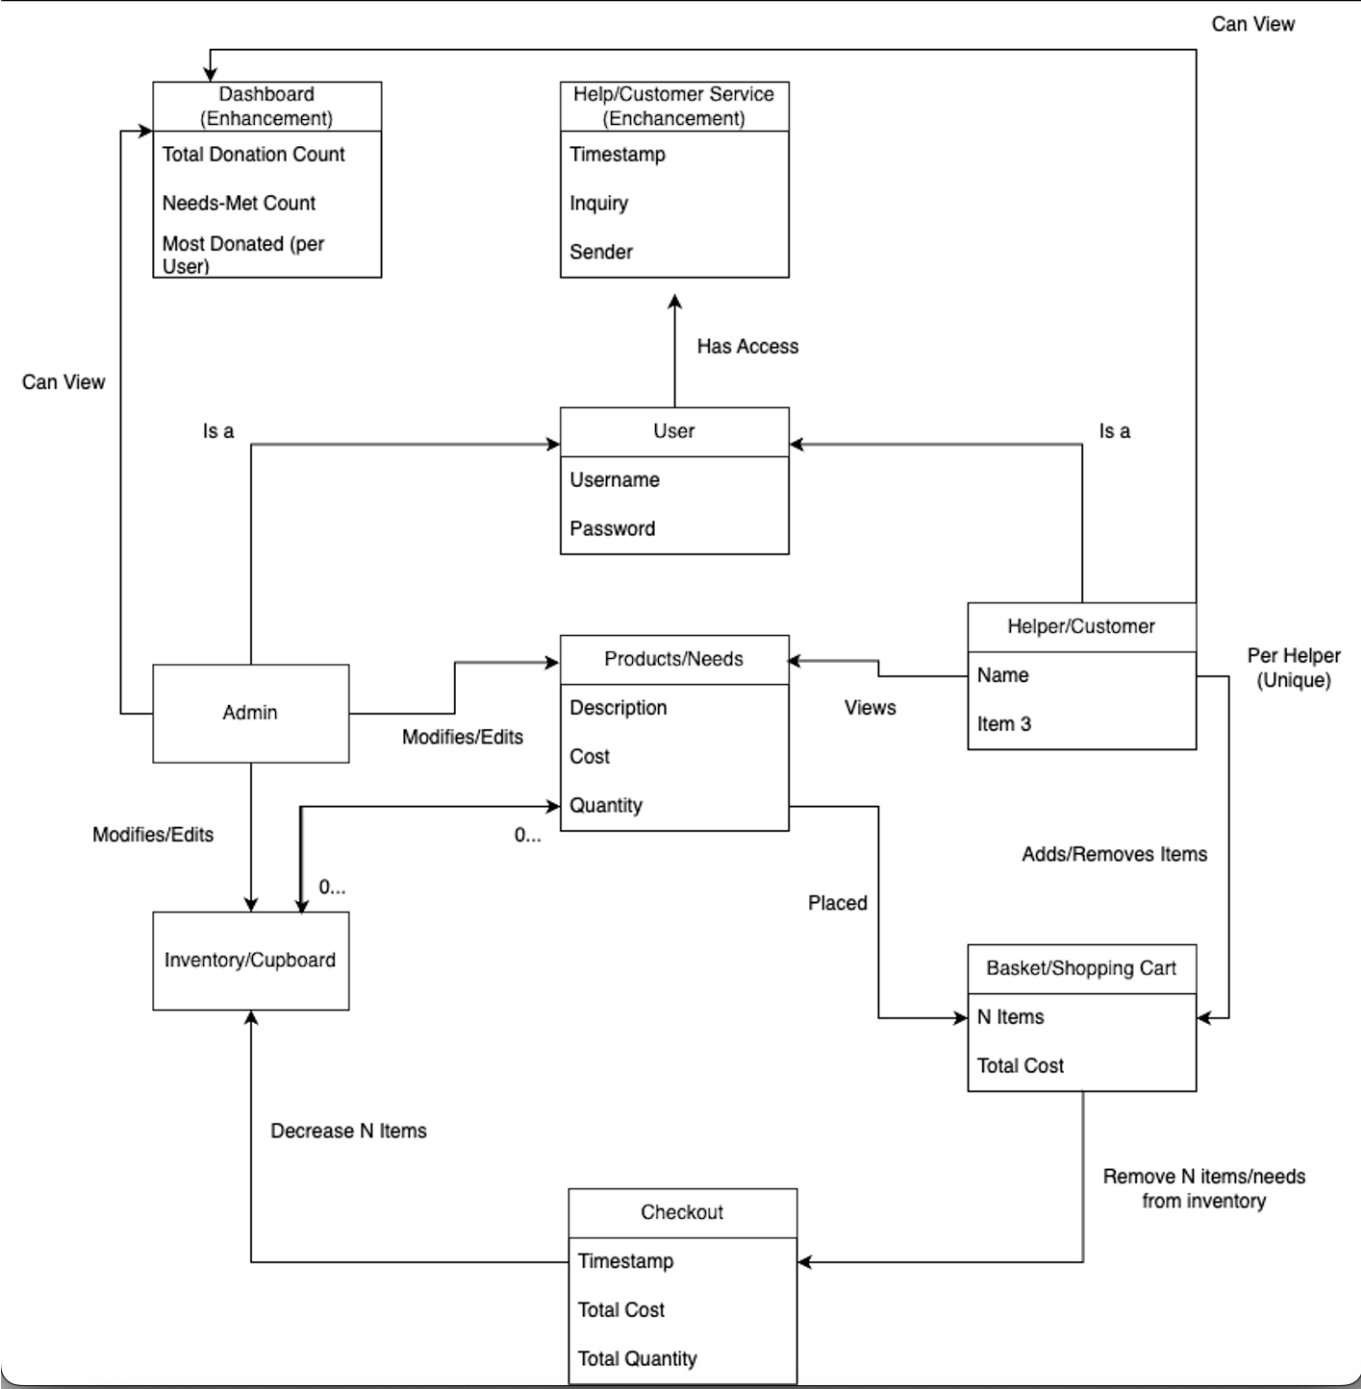 Can View
Dashboard
(Enhancement)
Total Donation Count
Needs-Met Count
Most Donated (per
User)
Help/Customer Service
(Enchancement)
Timestamp
Inquiry
Sender
Has Access
Can View
Is a
User
Username
Password
Is a
Helper/Customer
Name
Item 3
Per Helper
(Unique)
Products/Needs
Description
Cost
Quantity
Views
Admin
Modifies/Edits
Modifies/Edits
0...
0...
Adds/Removes Items
Placed
Inventory/Cupboard
Basket/Shopping Cart
N Items
Total Cost
Decrease N Items
Remove N items/needs
from inventory
Checkout
Timestamp
Total Cost
Total Quantity